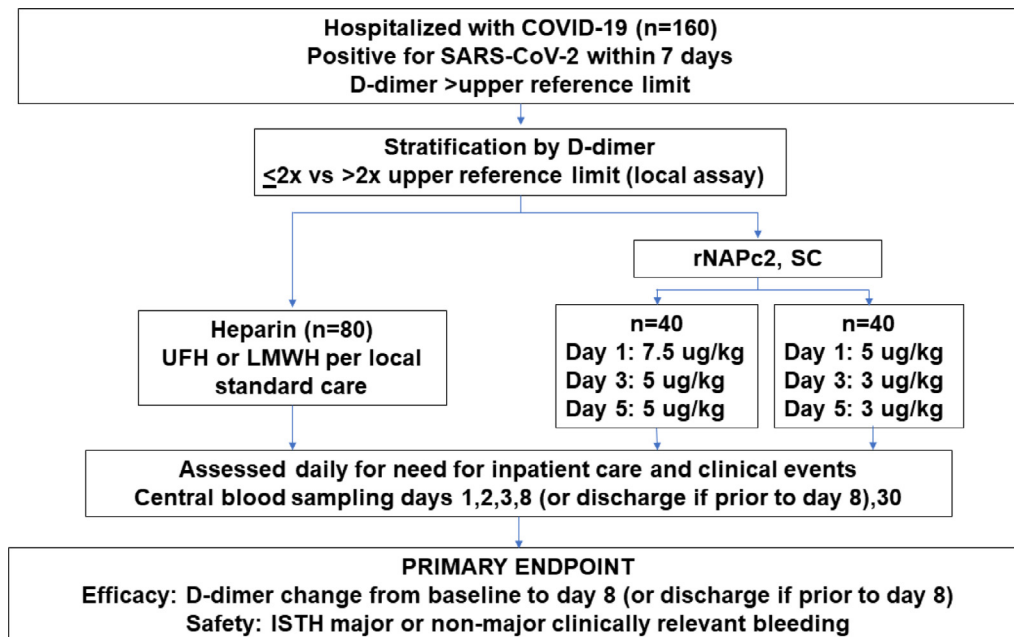 Hospitalized with COVID-19 (n=160)
Positive for SARS-CoV-2 within 7 days
D-dimer >upper reference limit
Stratification by D-dimer
≤2x vs >2x upper reference limit (local assay)
rNAPc2, SC
Heparin (n=80)
UFH or LMWH per local
standard care
n=40
Day 1: 7.5 ug/kg
Day 3: 5 ug/kg
Day 5: 5 ug/kg
n=40
Day 1: 5 ug/kg
Day 3: 3 ug/kg
Day 5: 3 ug/kg
Assessed daily for need for inpatient care and clinical events
Central blood sampling days 1,2,3,8 (or discharge if prior to day 8),30
PRIMARY ENDPOINT
Efficacy: D-dimer change from baseline to day 8 (or discharge if prior to day 8)
Safety: ISTH major or non-major clinically relevant bleeding